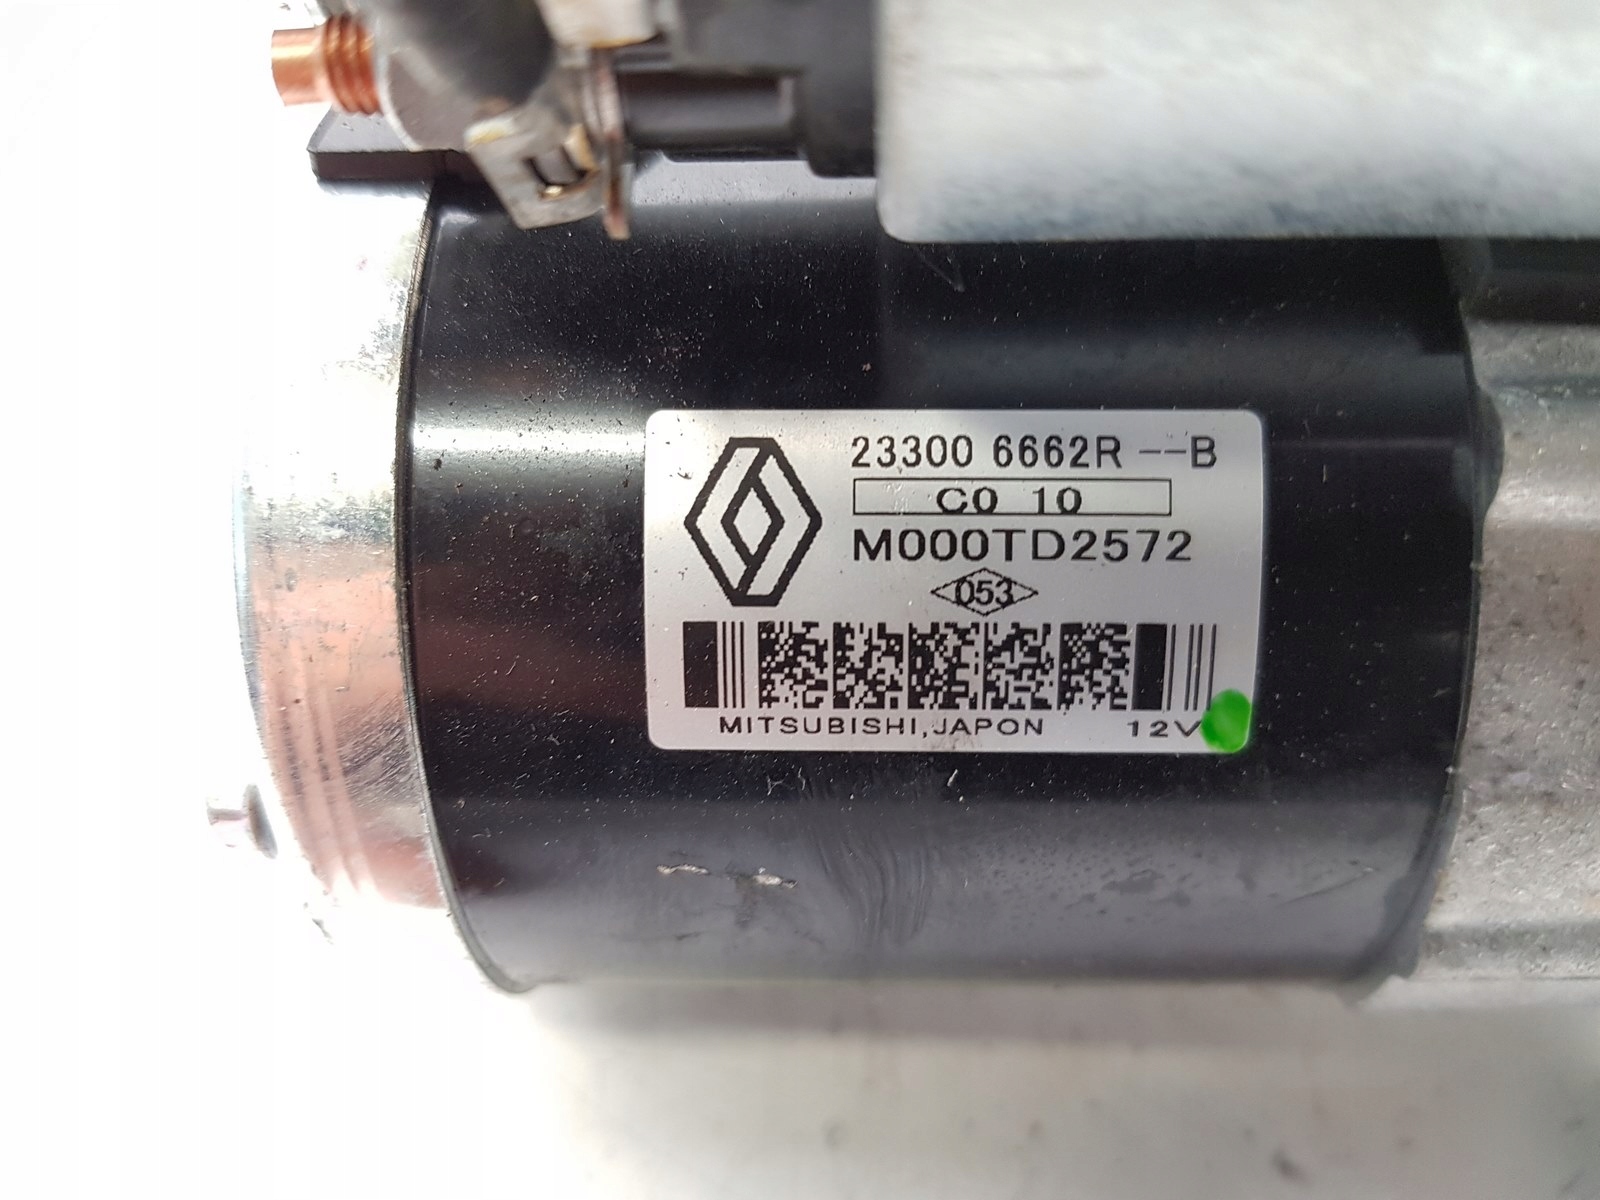 23300 6662R --B
C0 10
M000TD2572
053
MITSUBISHI,JAPON 12V